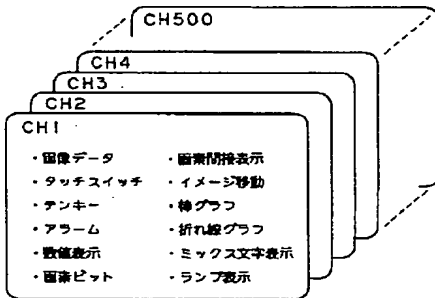 CH500
CH4
CH3
CH2
CH1
・画像データ
・タッチスイッチ
・テンキー
・アラーム
・数値表示
・画素ビット
・画素間接表示
・イメージ移動
・棒グラフ
・折れ線グラフ
・ミックス文字表示
・ランプ表示